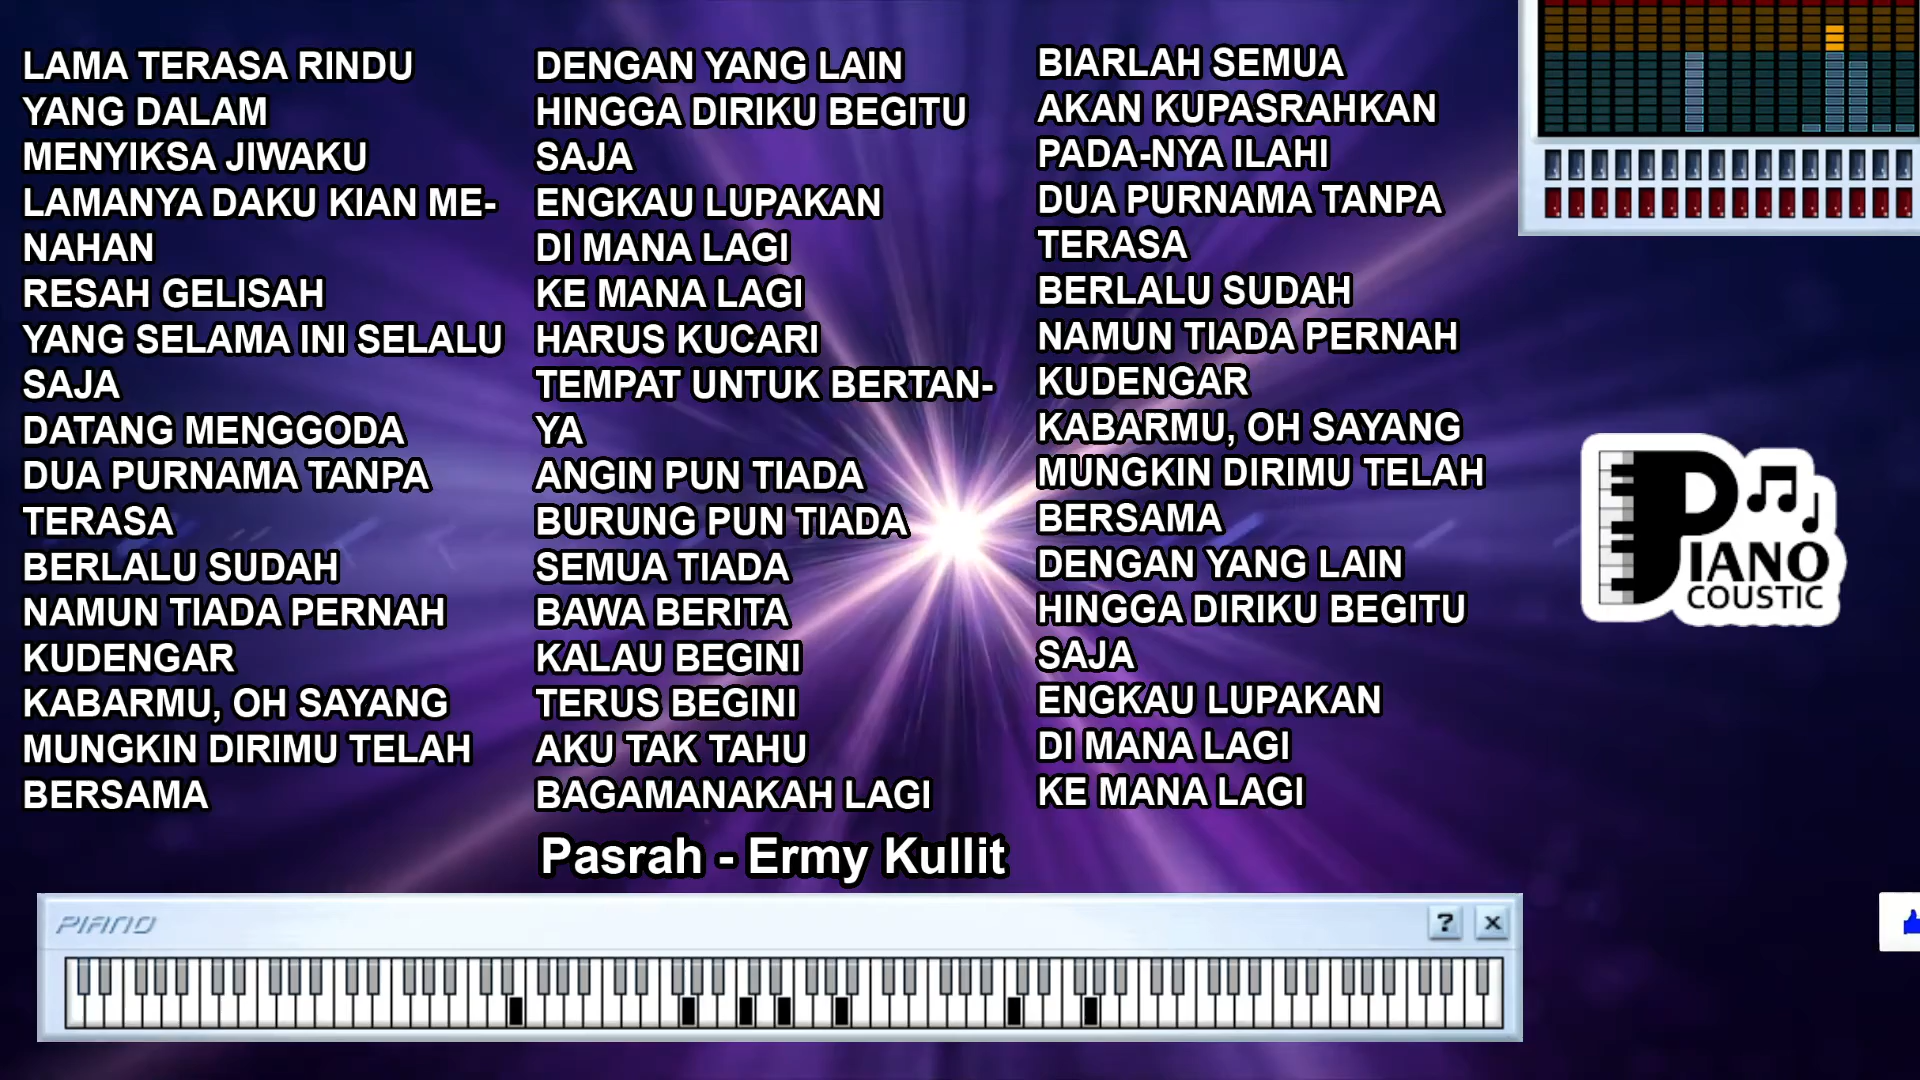 LAMA TERASA RINDU
YANG DALAM
MENYIKSA JIWAKU
LAMANYA DAKU KIAN ME-
NAHAN
RESAH GELISAH
YANG SELAMA INI SELALU
SAJA
DATANG MENGGODA
DUA PURNAMA TANPA
TERASA
BERLALU SUDAH
NAMUN TIADA PERNAH
KUDENGAR
KABARMU, OH SAYANG
MUNGKIN DIRIMU TELAH
BERSAMA
DENGAN YANG LAIN
HINGGA DIRIKU BEGITU
SAJA
ENGKAU LUPAKAN
DI MANA LAGI
KE MANA LAGI
HARUS KUCARI
TEMPAT UNTUK BERTAN-
YA
ANGIN PUN TIADA
BURUNG PUN TIADA
SEMUA TIADA
BAWA BERITA
KALAU BEGINI
TERUS BEGINI
AKU TAK TAHU
BAGAMANAKAH LAGI
BIARLAH SEMUA
AKAN KUPASRAHKAN
PADA-NYA ILAHI
DUA PURNAMA TANPA
TERASA
BERLALU SUDAH
NAMUN TIADA PERNAH
KUDENGAR
KABARMU, OH SAYANG
MUNGKIN DIRIMU TELAH
BERSAMA
DENGAN YANG LAIN
HINGGA DIRIKU BEGITU
SAJA
ENGKAU LUPAKAN
DI MANA LAGI
KE MANA LAGI
PIANO
COUSTIC
Pasrah - Ermy Kullit
PIANO
? X